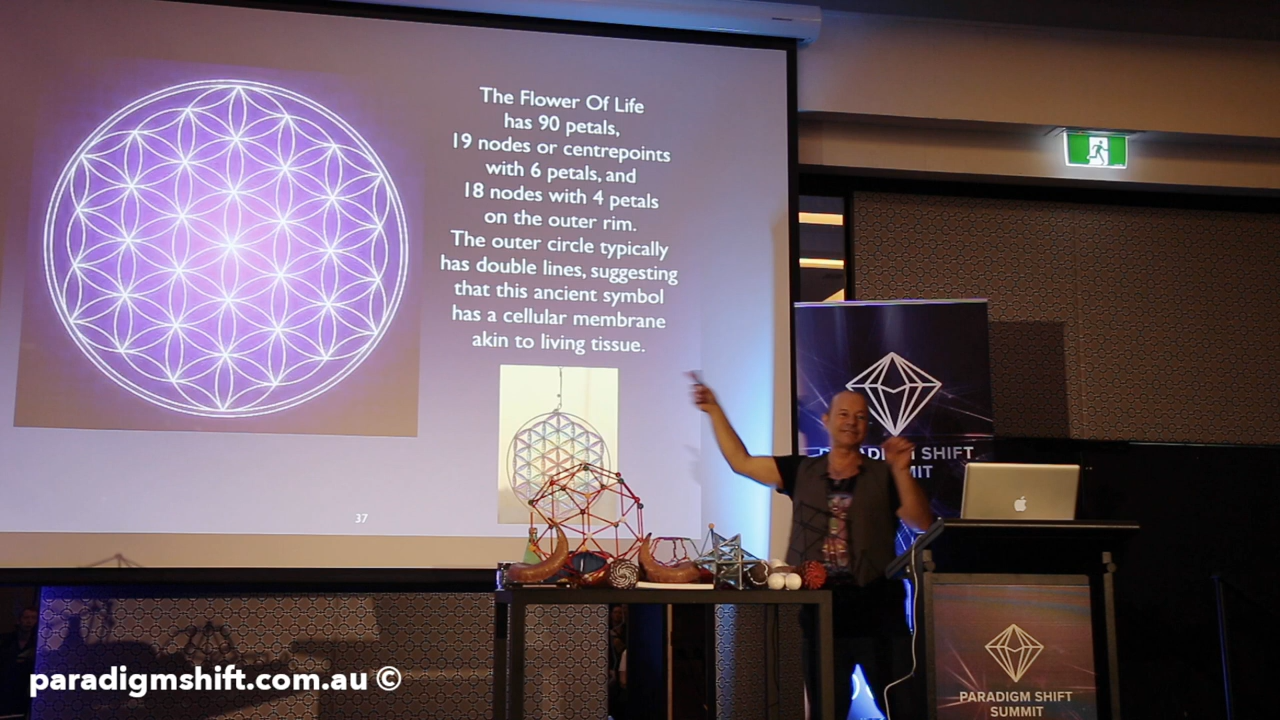 The Flower Of Life
has 90 petals,
19 nodes or centrepoints
with 6 petals, and
18 nodes with 4 petals
on the outer rim.
The outer circle typically
has double lines, suggesting
that this ancient symbol
has a cellular membrane
akin to living tissue.
37
SHIFT
PARADIGM SHIFT
SUMMIT
paradigmshift.com.au ©